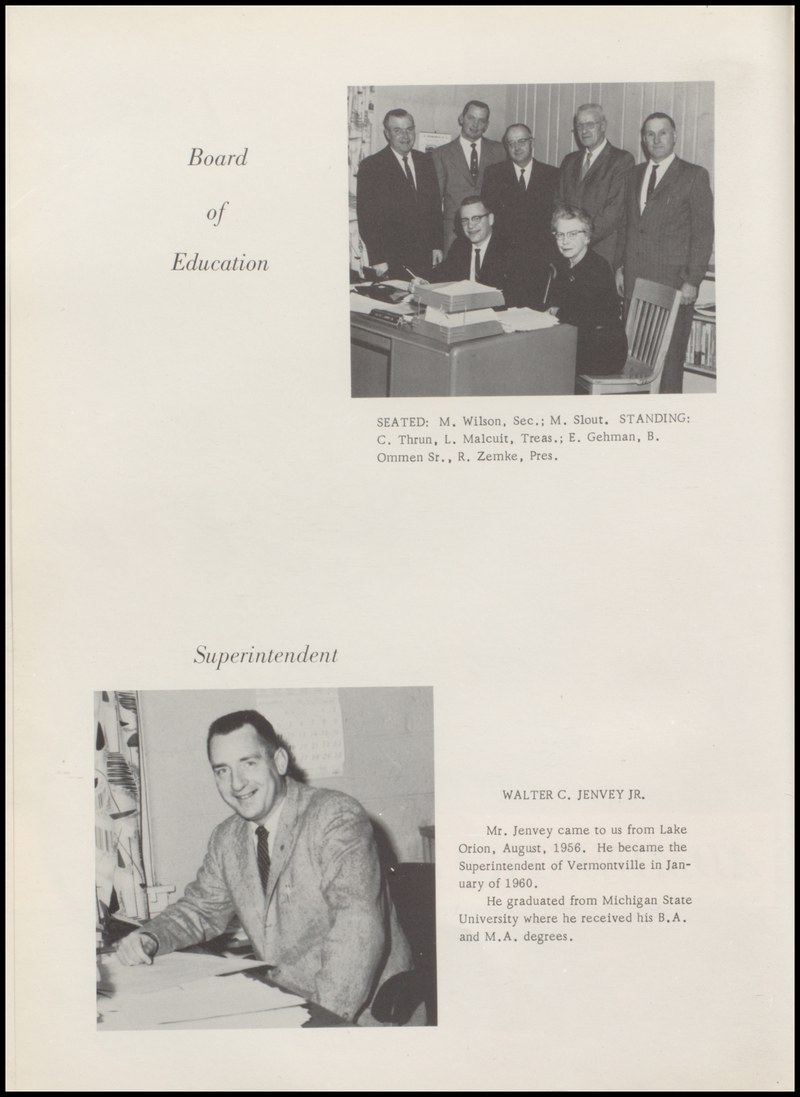 Board
of
Education
SEATED: M. Wilson, Sec.; M. Slout. STANDING:
C. Thrun, L. Malcuit, Treas.; E. Gehman, B.
Ommen Sr., R. Zemke, Pres.
Superintendent
WALTER C. JENVEY JR.
Mr. Jenvey came to us from Lake
Orion, August, 1956. He became the
Superintendent of Vermontville in Jan-
uary of 1960.
He graduated from Michigan State
University where he received his B.A.
and M.A. degrees.